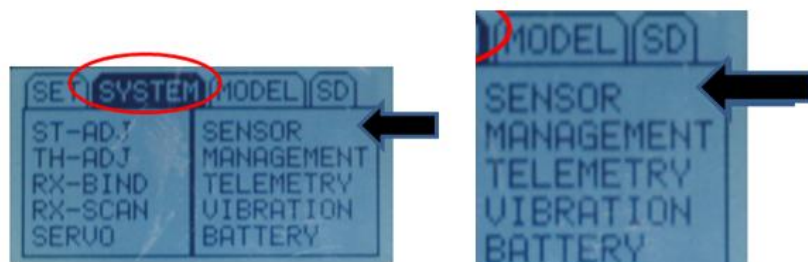 SET SYSTEM MODEL SD
ST-ADJ SENSOR
TH-ADJ MANAGEMENT
RX-BIND TELEMETRY
RX-SCAN VIBRATION
SERVO BATTERY
MODEL SD
SENSOR
MANAGEMENT
TELEMETRY
VIBRATION
BATTERY